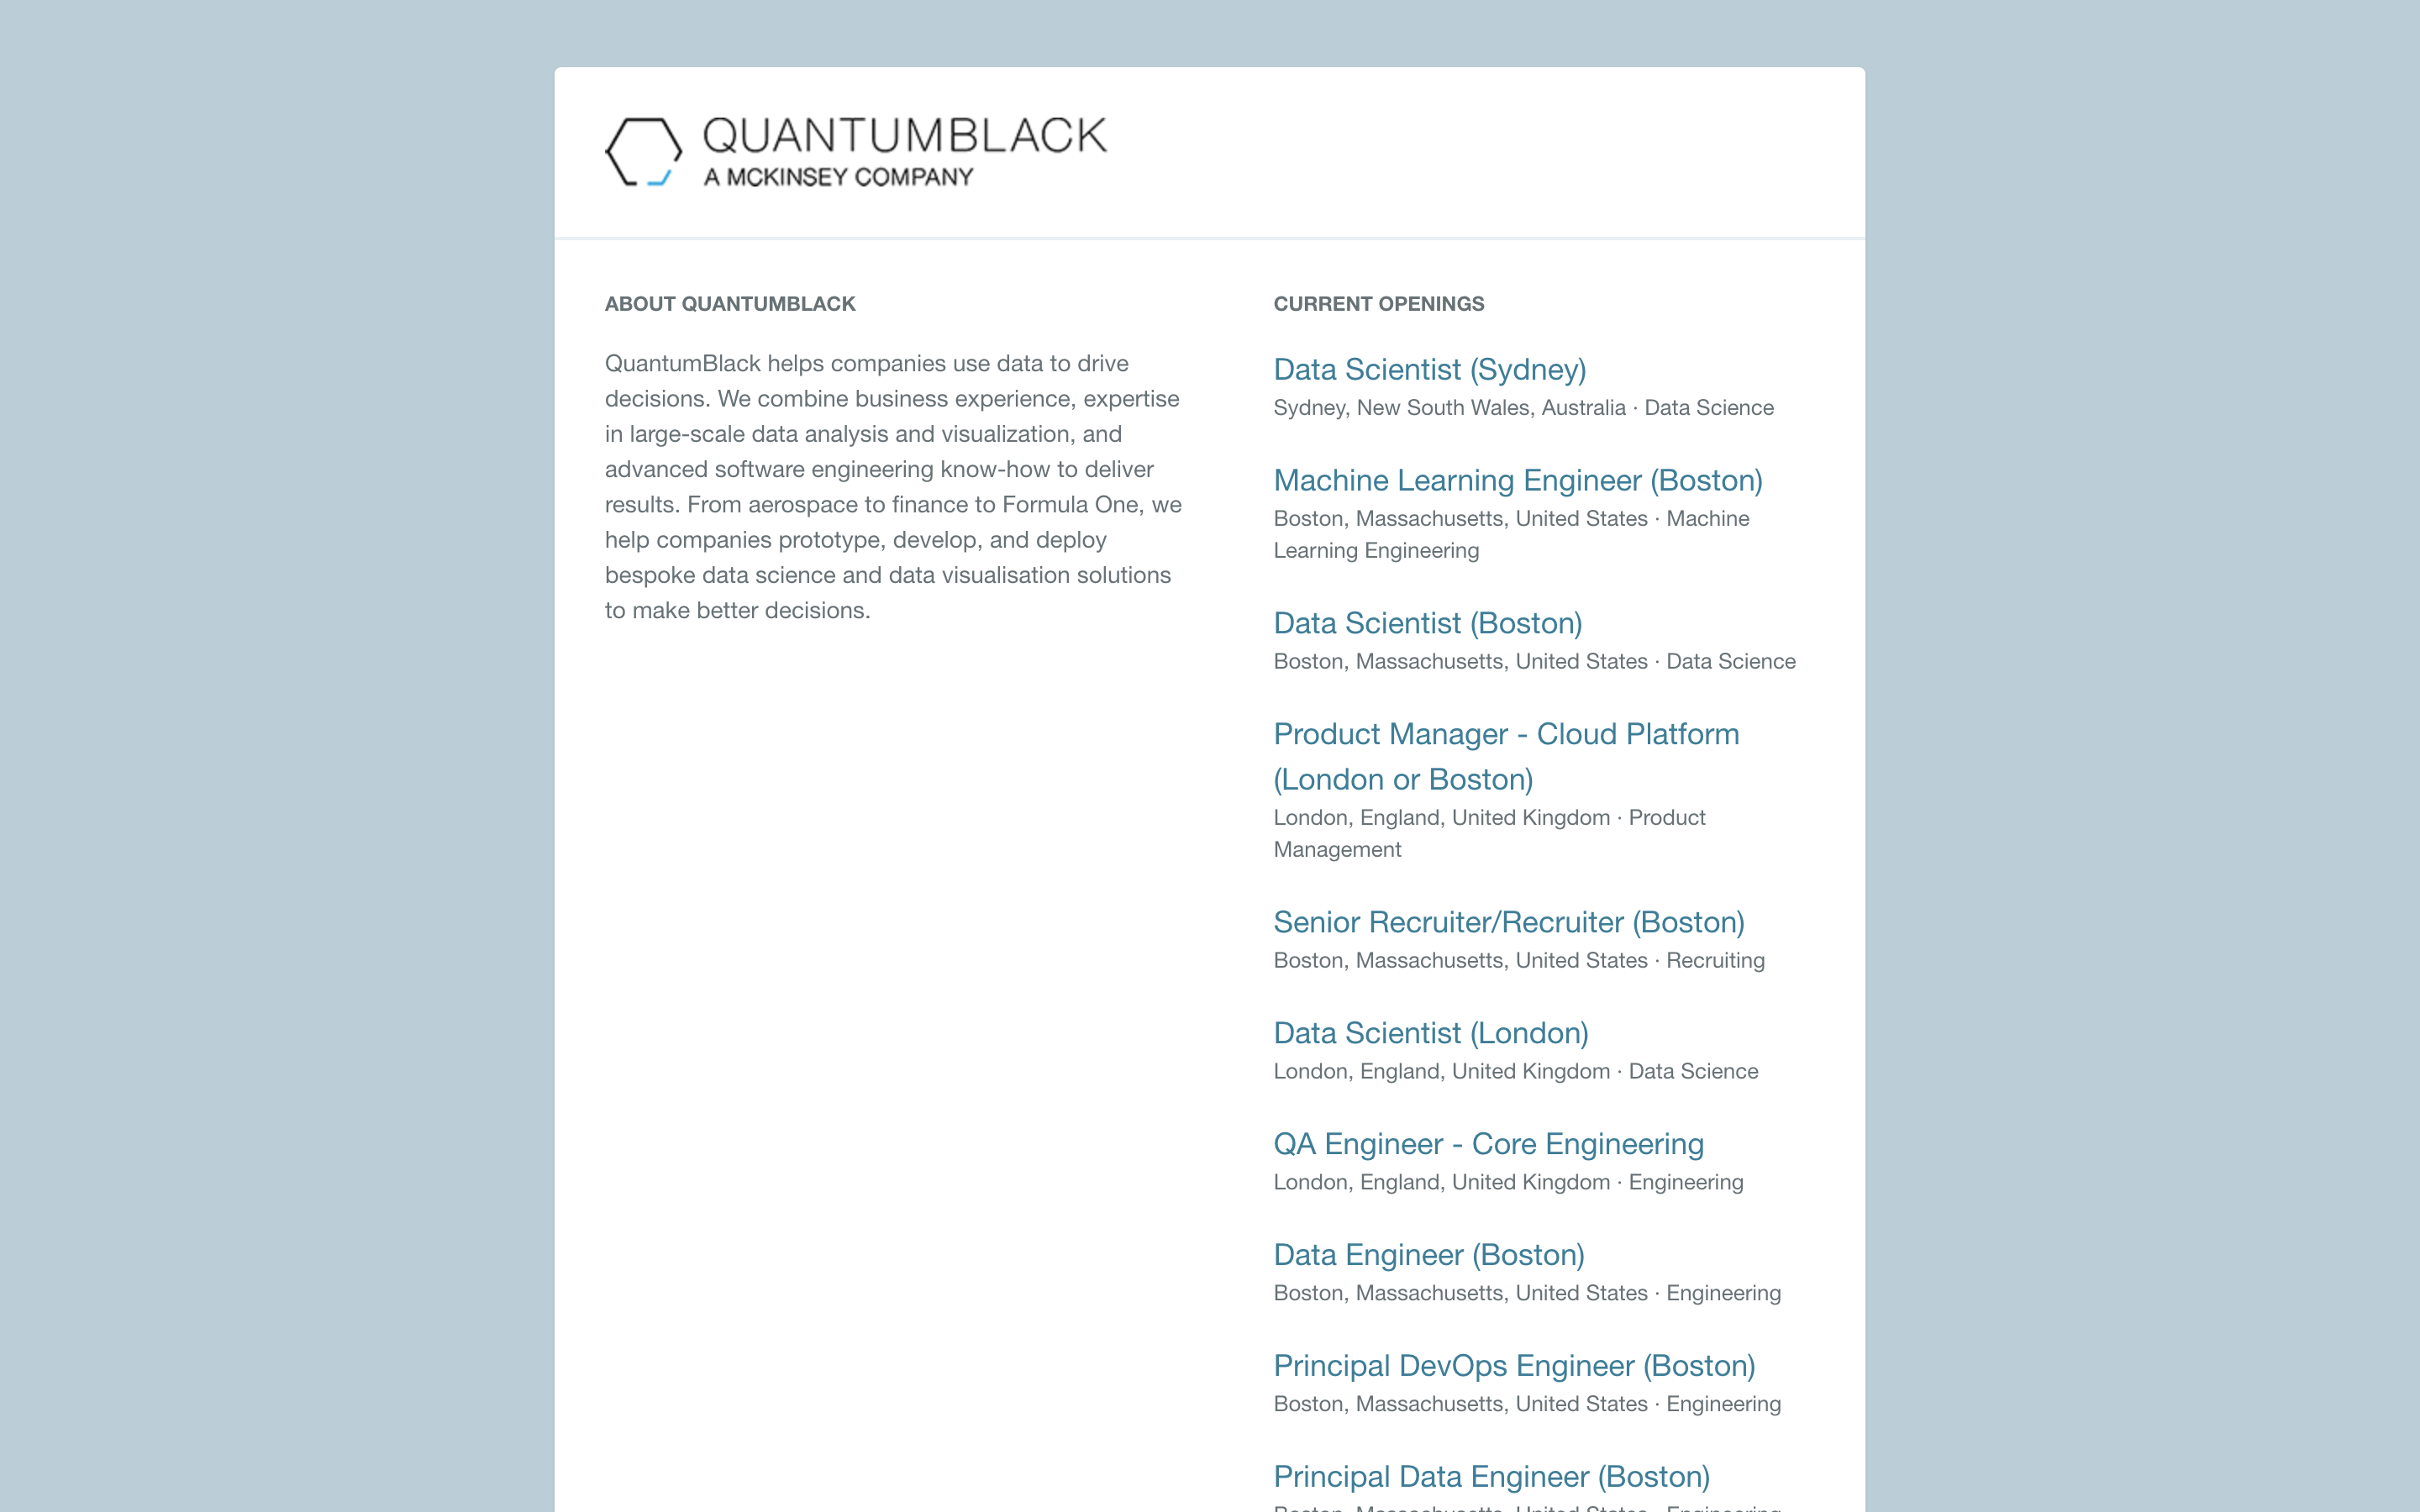 QUANTUMBLACK
A MCKINSEY COMPANY
ABOUT QUANTUMBLACK
QuantumBlack helps companies use data to drive
decisions. We combine business experience, expertise
in large-scale data analysis and visualization, and
advanced software engineering know-how to deliver
results. From aerospace to finance to Formula One, we
help companies prototype, develop, and deploy
bespoke data science and data visualisation solutions
to make better decisions.
CURRENT OPENINGS
Data Scientist (Sydney)
Sydney, New South Wales, Australia · Data Science
Machine Learning Engineer (Boston)
Boston, Massachusetts, United States · Machine
Learning Engineering
Data Scientist (Boston)
Boston, Massachusetts, United States · Data Science
Product Manager - Cloud Platform
(London or Boston)
London, England, United Kingdom · Product
Management
Senior Recruiter/Recruiter (Boston)
Boston, Massachusetts, United States · Recruiting
Data Scientist (London)
London, England, United Kingdom · Data Science
QA Engineer - Core Engineering
London, England, United Kingdom · Engineering
Data Engineer (Boston)
Boston, Massachusetts, United States · Engineering
Principal DevOps Engineer (Boston)
Boston, Massachusetts, United States · Engineering
Principal Data Engineer (Boston)